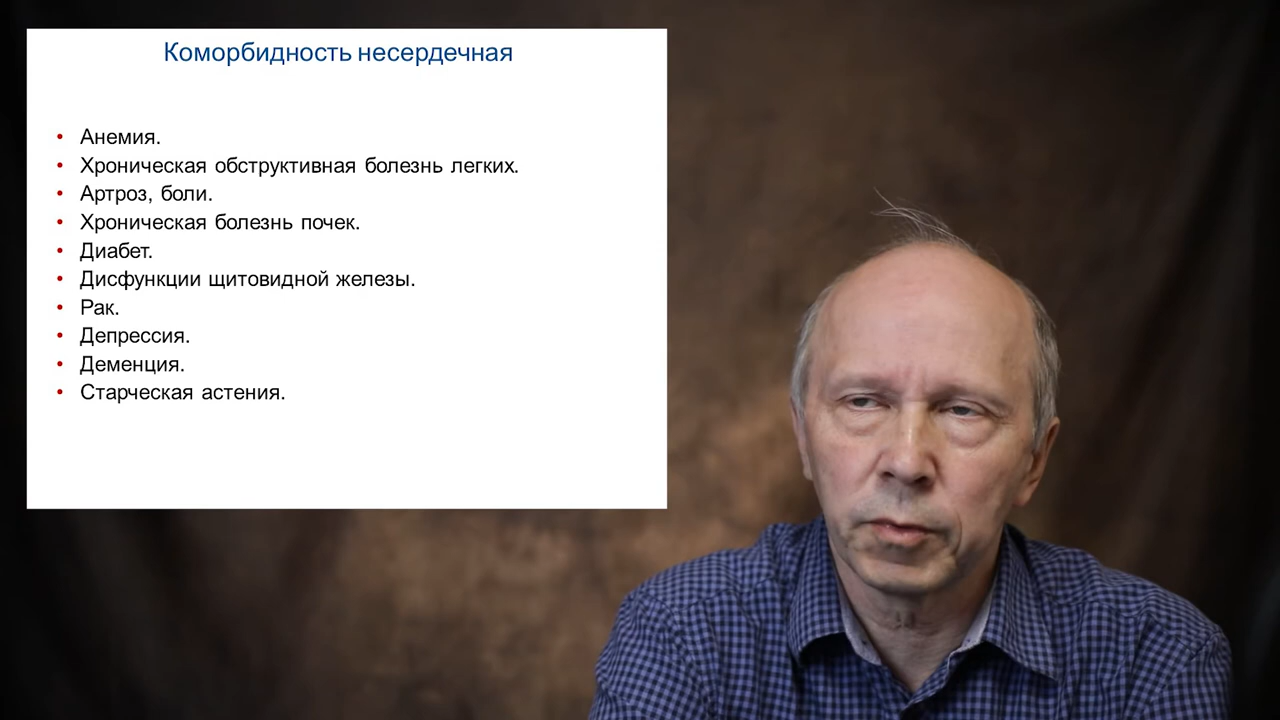 Коморбидность несердечная
• Анемия.
• Хроническая обструктивная болезнь легких.
• Артроз, боли.
• Хроническая болезнь почек.
• Диабет.
• Дисфункции щитовидной железы.
• Рак.
• Депрессия.
• Деменция.
• Старческая астения.